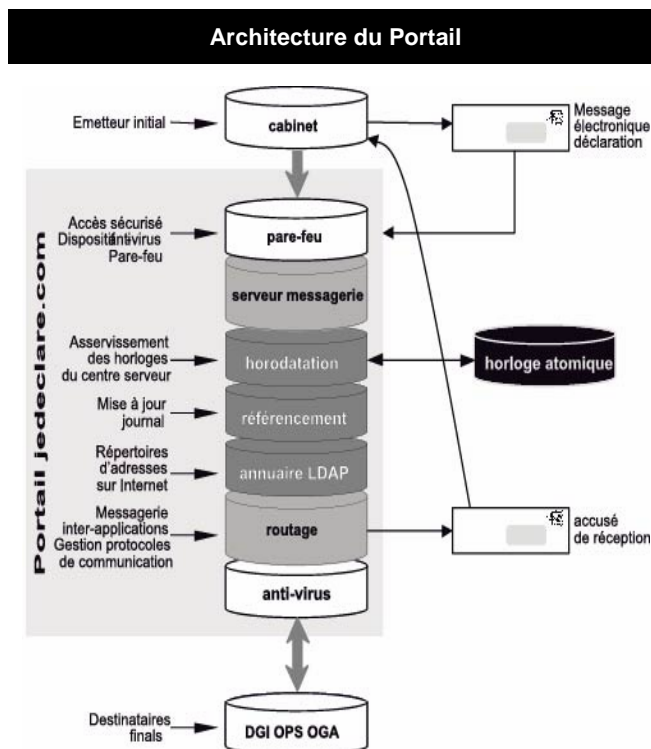 Architecture du Portail
Emetteur initial
cabinet
Message
électronique
déclaration
Portail jedeclare.com
Accès sécurisé
Dispositántivirus
Pare-feu
pare-feu
serveur messagerie
Asservissement
des horloges
du centre serveur
horodatation
horloge atomique
Mise à jour
journal
référencement
Répertoires
d'adresses
sur Internet
annuaire LDAP
Messagerie
inter-applications
Gestion protocoles
de communication
routage
accusé
de réception
anti-virus
Destinataires
finals
DGI OPS OGA